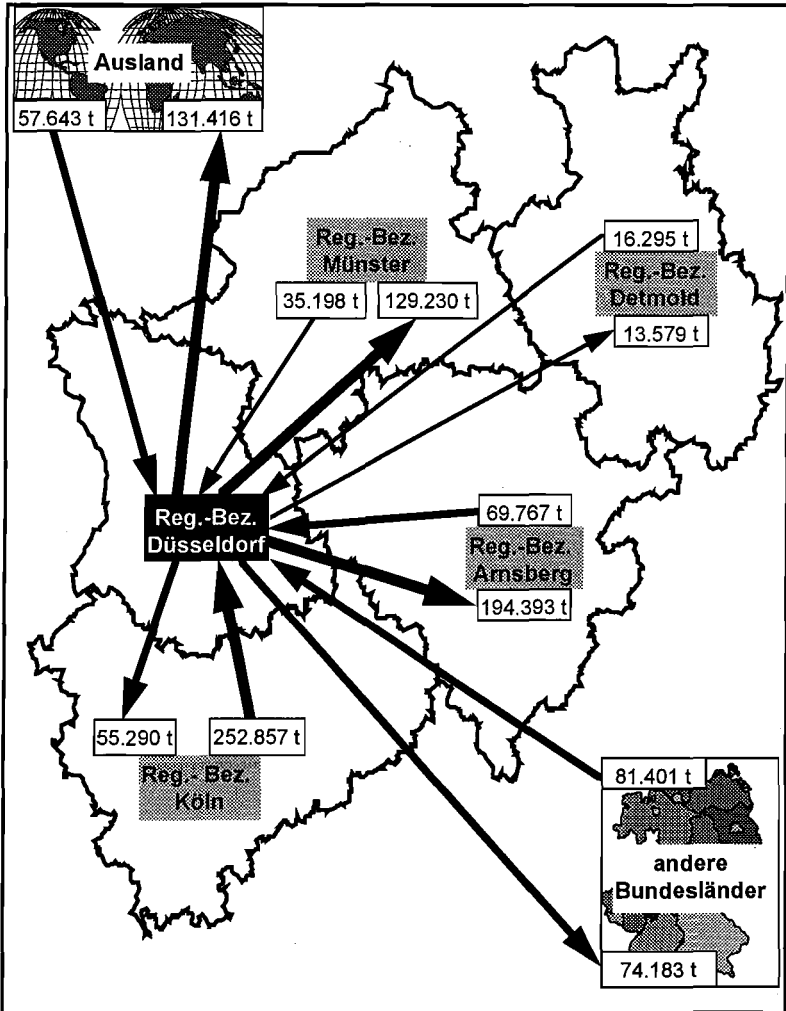 Ausland
57.643 t
131.416 t
Reg.-Bez.
Münster
35.198 t
129.230 t
16.295 t
Reg.-Bez.
Detmold
13.579 t
Reg.-Bez.
Düsseldorf
69.767 t
Reg.-Bez.
Arnsberg
194.393 t
55.290 t
252.857 t
Reg.- Bez.
Köln
81.401 t
andere
Bundesländer
74.183 t